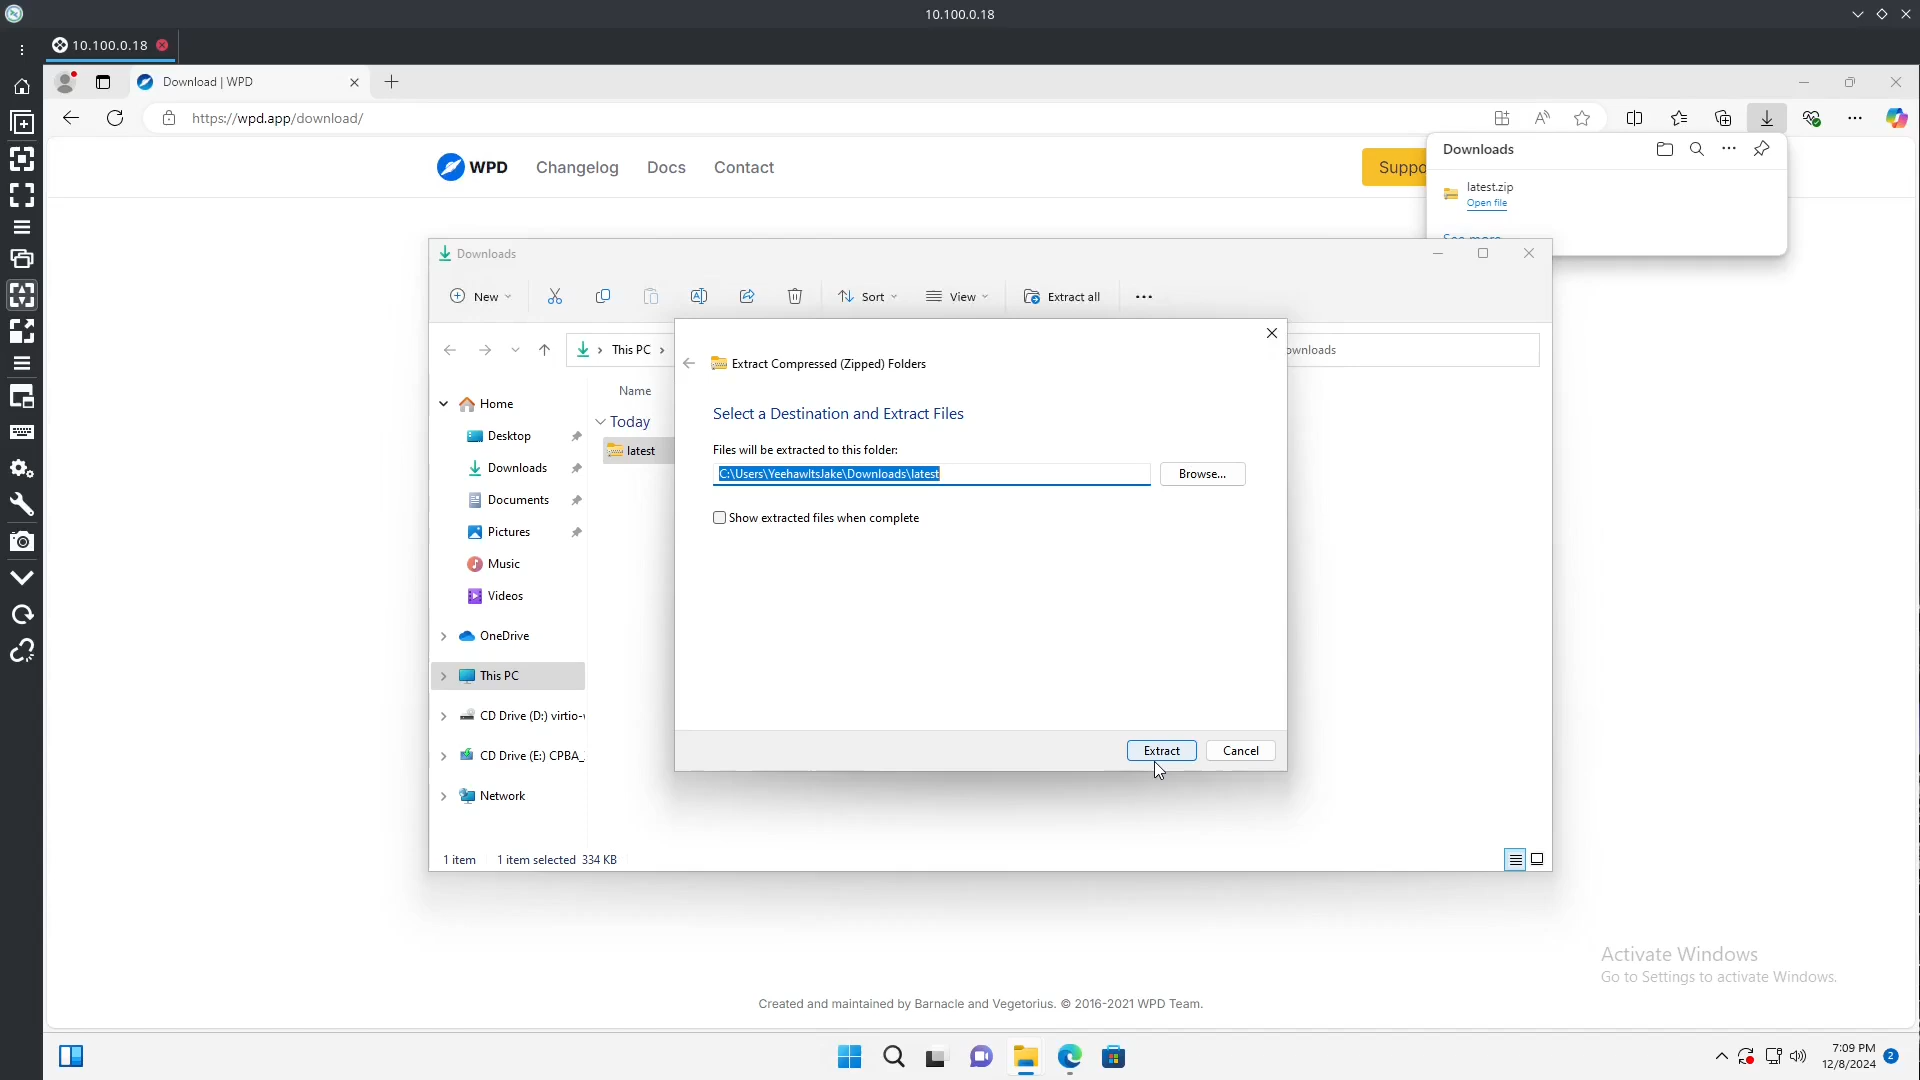 10.100.0.18
10.100.0.18
Download | WPD
https://wpd.app/download/
WPD
Changelog
Docs
Contact
Suppo
Downloads
latest.zip
Open file
Downloads
New
Sort
View
Extract all
This PC
ownloads
Extract Compressed (Zipped) Folders
Name
Home
Select a Destination and Extract Files
Today
Desktop
latest
Files will be extracted to this folder:
Downloads
C:\Users\YeehawItsJake\Downloads\latest
Browse...
Documents
Show extracted files when complete
Pictures
Music
Videos
OneDrive
This PC
CD Drive (D:) virtio-
CD Drive (E:) CPBA_
Extract
Cancel
Network
1 item
1 item selected 334 KB
Activate Windows
Go to Settings to activate Windows.
Created and maintained by Barnacle and Vegetorius. © 2016-2021 WPD Team.
7:09 PM
12/8/2024
2